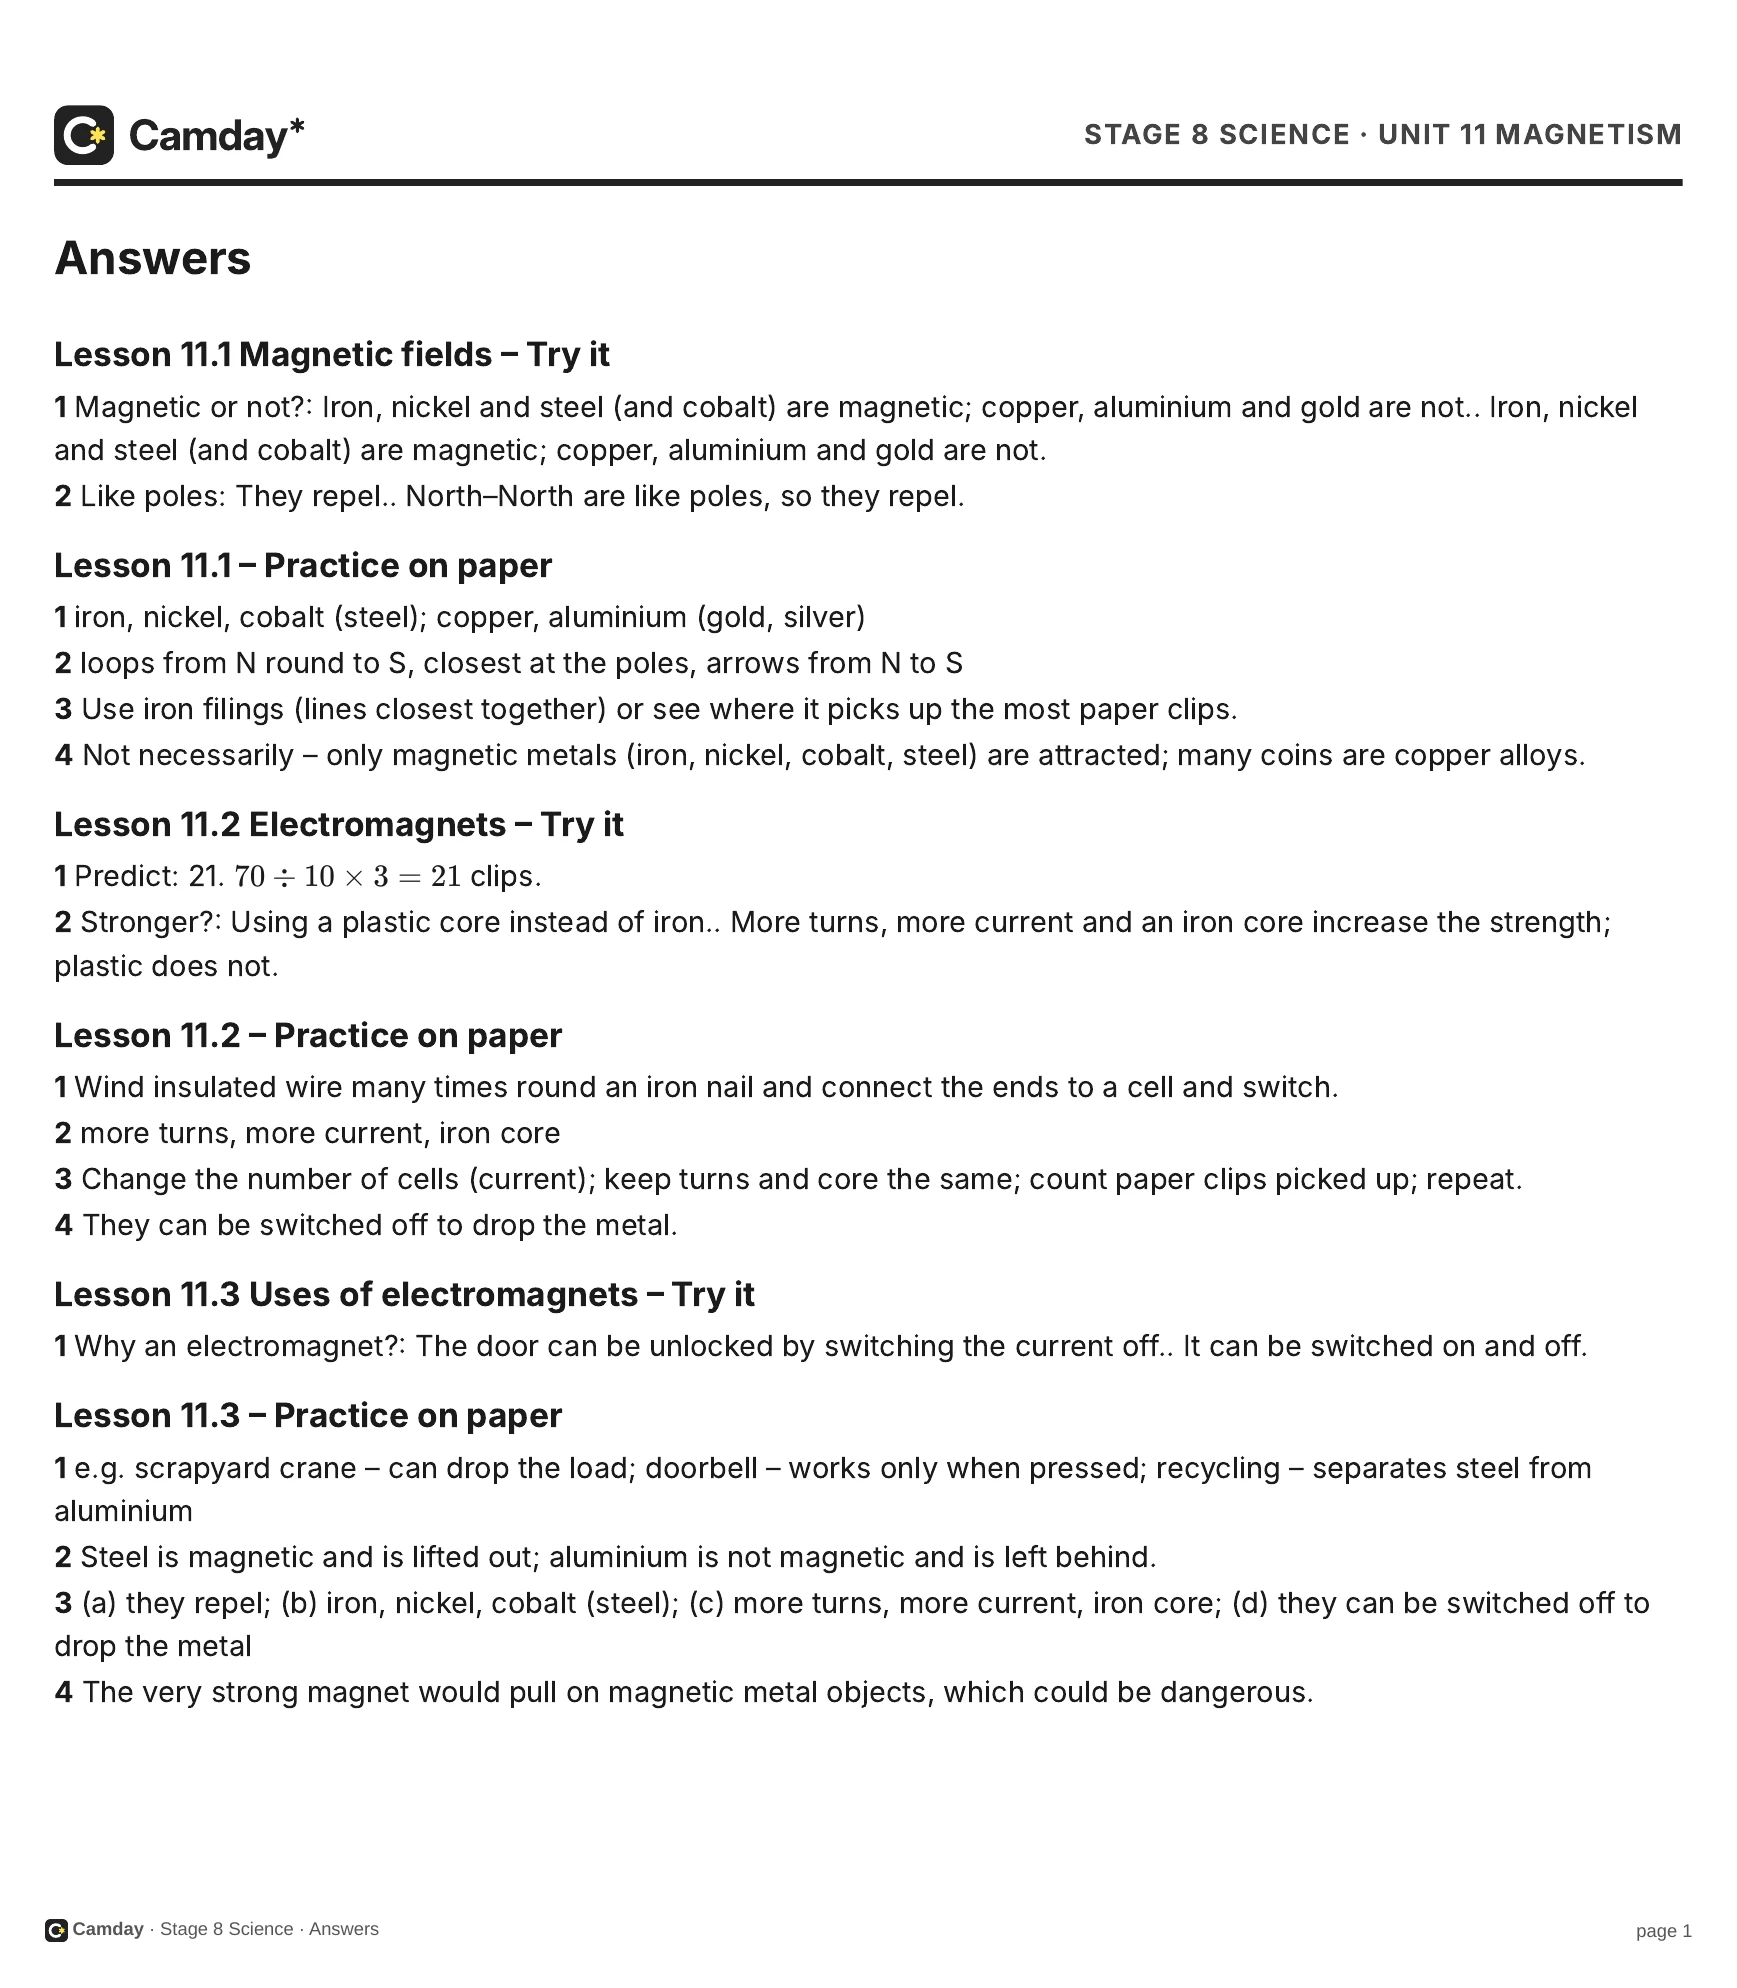 Camday*
STAGE 8 SCIENCE · UNIT 11 MAGNETISM
Answers
Lesson 11.1 Magnetic fields – Try it
1 Magnetic or not?: Iron, nickel and steel (and cobalt) are magnetic; copper, aluminium and gold are not.. Iron, nickel
and steel (and cobalt) are magnetic; copper, aluminium and gold are not.
2 Like poles: They repel.. North–North are like poles, so they repel.
Lesson 11.1 – Practice on paper
1 iron, nickel, cobalt (steel); copper, aluminium (gold, silver)
2 loops from N round to S, closest at the poles, arrows from N to S
3 Use iron filings (lines closest together) or see where it picks up the most paper clips.
4 Not necessarily – only magnetic metals (iron, nickel, cobalt, steel) are attracted; many coins are copper alloys.
Lesson 11.2 Electromagnets – Try it
1 Predict: 21. 70 ÷ 10 × 3 = 21 clips.
2 Stronger?: Using a plastic core instead of iron.. More turns, more current and an iron core increase the strength;
plastic does not.
Lesson 11.2 – Practice on paper
1 Wind insulated wire many times round an iron nail and connect the ends to a cell and switch.
2 more turns, more current, iron core
3 Change the number of cells (current); keep turns and core the same; count paper clips picked up; repeat.
4 They can be switched off to drop the metal.
Lesson 11.3 Uses of electromagnets – Try it
1 Why an electromagnet?: The door can be unlocked by switching the current off.. It can be switched on and off.
Lesson 11.3 – Practice on paper
1 e.g. scrapyard crane – can drop the load; doorbell – works only when pressed; recycling – separates steel from
aluminium
2 Steel is magnetic and is lifted out; aluminium is not magnetic and is left behind.
3 (a) they repel; (b) iron, nickel, cobalt (steel); (c) more turns, more current, iron core; (d) they can be switched off to
drop the metal
4 The very strong magnet would pull on magnetic metal objects, which could be dangerous.
Camday · Stage 8 Science · Answers
page 1